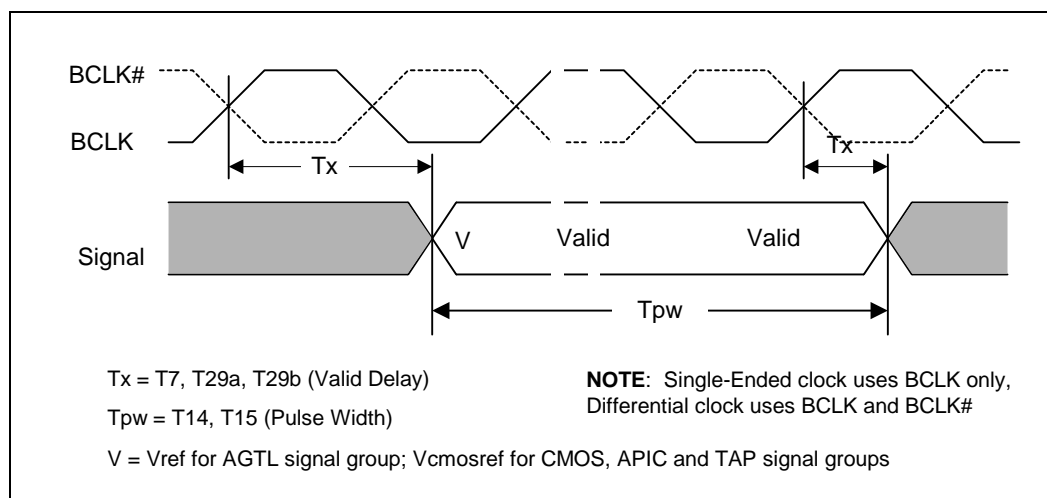 BCLK#
BCLK
Tx
Tx
Signal
V
Valid
Valid
Tpw
Tx = T7, T29a, T29b (Valid Delay)
Tpw = T14, T15 (Pulse Width)
V = Vref for AGTL signal group; Vcmosref for CMOS, APIC and TAP signal groups
NOTE: Single-Ended clock uses BCLK only,
Differential clock uses BCLK and BCLK#